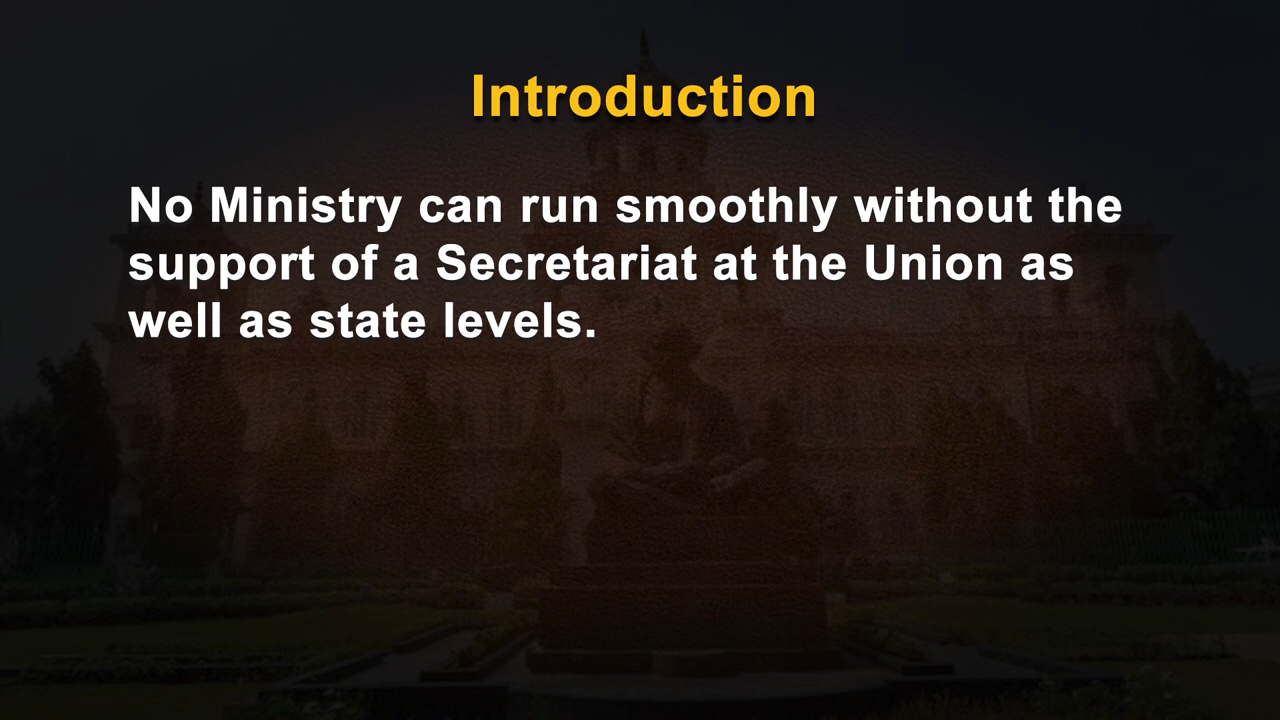 Introduction
No Ministry can run smoothly without the
support of a Secretariat at the Union as
well as state levels.